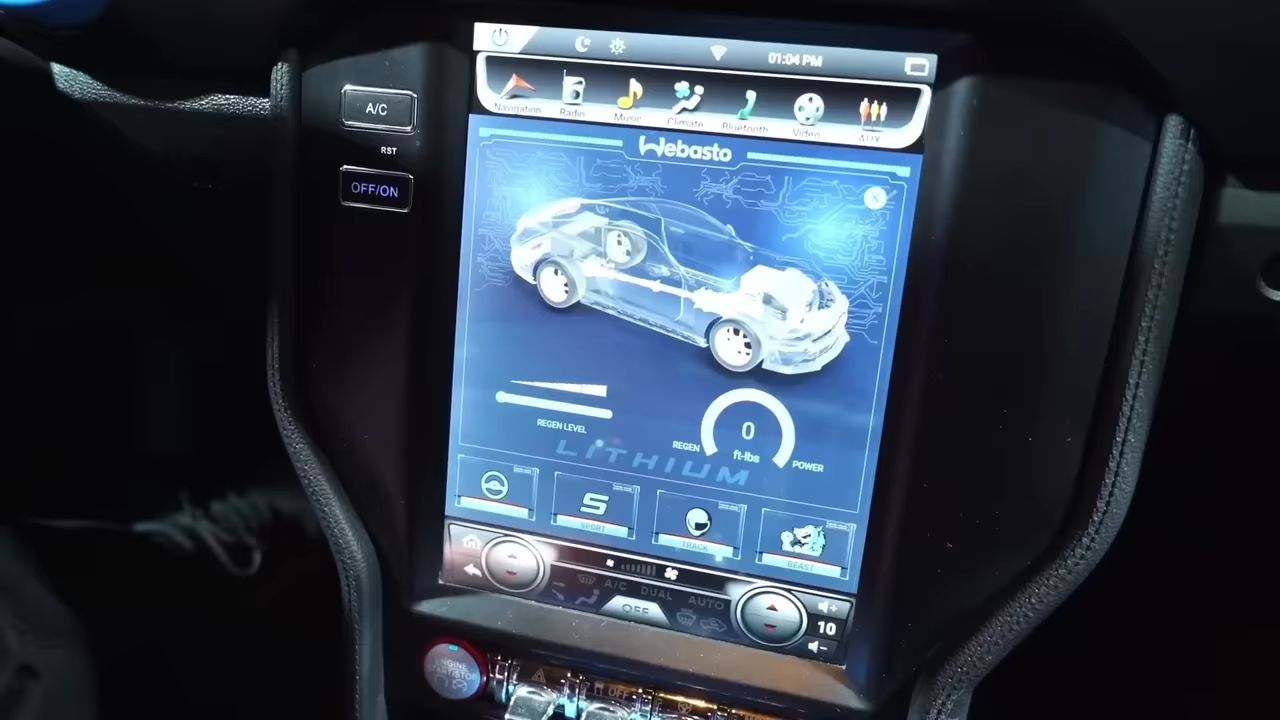 01:04 PM
A/C
Navigation Radio Music Climate Bluetooth Video AUX
RST
OFF/ON
Webasto
REGEN LEVEL
0
ft-lbs
REGEN
POWER
LITHIUM
SPORT
TRACK
BEAST
A/C DUAL AUTO
OFF
10
ENGINE
START/STOP
OFF